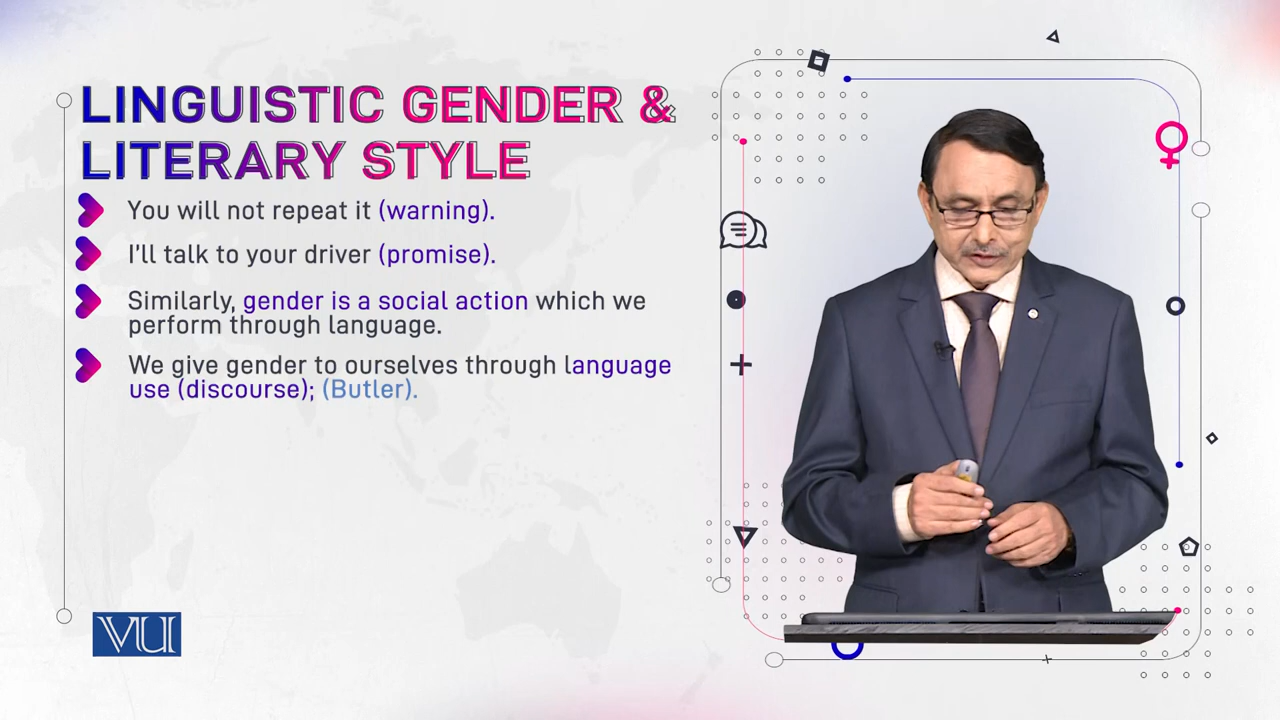 LINGUISTIC GENDER &
LITERARY STYLE
You will not repeat it (warning).
I'll talk to your driver (promise).
Similarly, gender is a social action which we
perform through language.
We give gender to ourselves through language
use (discourse); (Butler).
VU